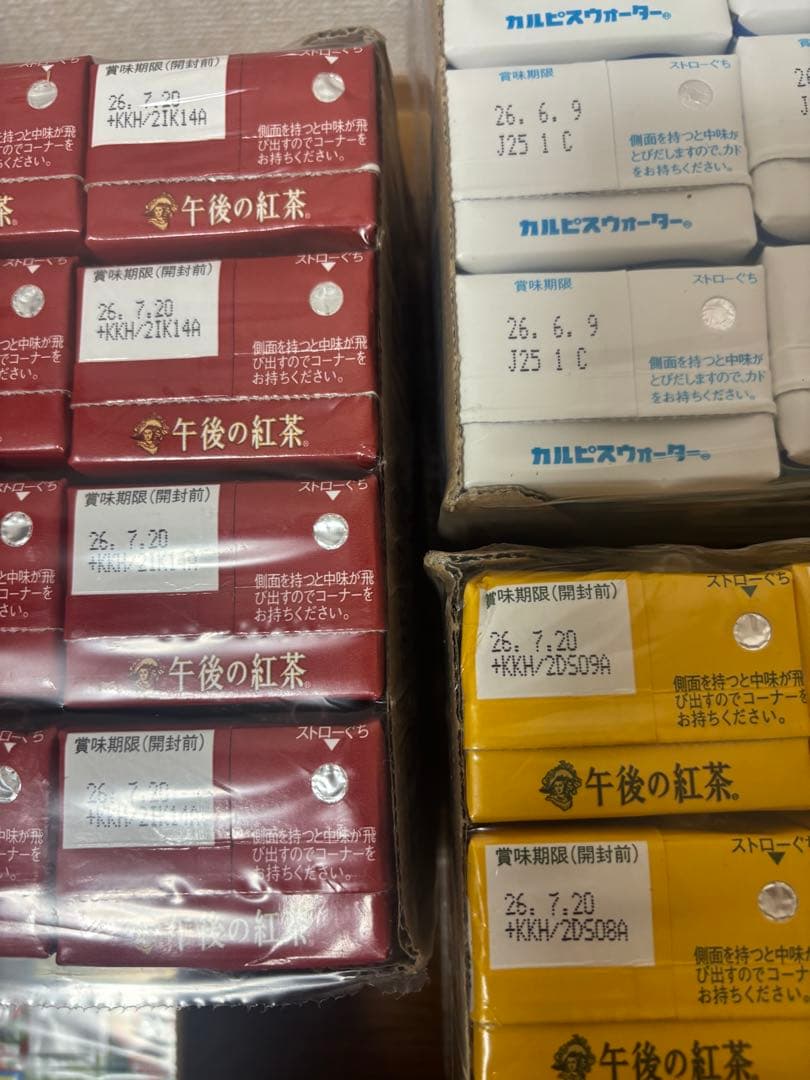 ストローぐち
賞味期限(開封前)
26. 7.20
+KKH/2IK14A
側面を持つと中味が飛
び出すのでコーナーを
お持ちください。
午後の紅茶®
ストローぐち
賞味期限(開封前)
26. 7.20
+KKH/2IK14A
側面を持つと中味が飛
び出すのでコーナーを
お持ちください。
午後の紅茶®
ストローぐち
賞味期限(開封前)
26. 7.20
+KKH/2IK14A
側面を持つと中味が飛
び出すのでコーナーを
お持ちください。
午後の紅茶®
ストローぐち
賞味期限(開封前)
26. 7.20
+KKH/2IK14A
側面を持つと中味が飛
び出すのでコーナーを
お持ちください。
午後の紅茶
カルピスウォーター®
賞味期限
ストローぐち
26. 6. 9
J25 1 C
側面を持つと中味が
とびだしますので、カド
をお持ちください。
カルピスウォーター®
賞味期限
ストローぐち
26. 6. 9
J25 1 C
側面を持つと中味が
とびだしますので、カド
をお持ちください。
カルピスウォーター®
ストローぐち
賞味期限(開封前)
26. 7.20
+KKH/2DS09A
側面を持つと中味が飛
び出すのでコーナーを
お持ちください。
午後の紅茶®
ストローぐち
賞味期限(開封前)
26. 7.20
+KKH/2DS08A
側面を持つと中味が
び出すのでコーナー
お持ちください。
午後の紅茶®